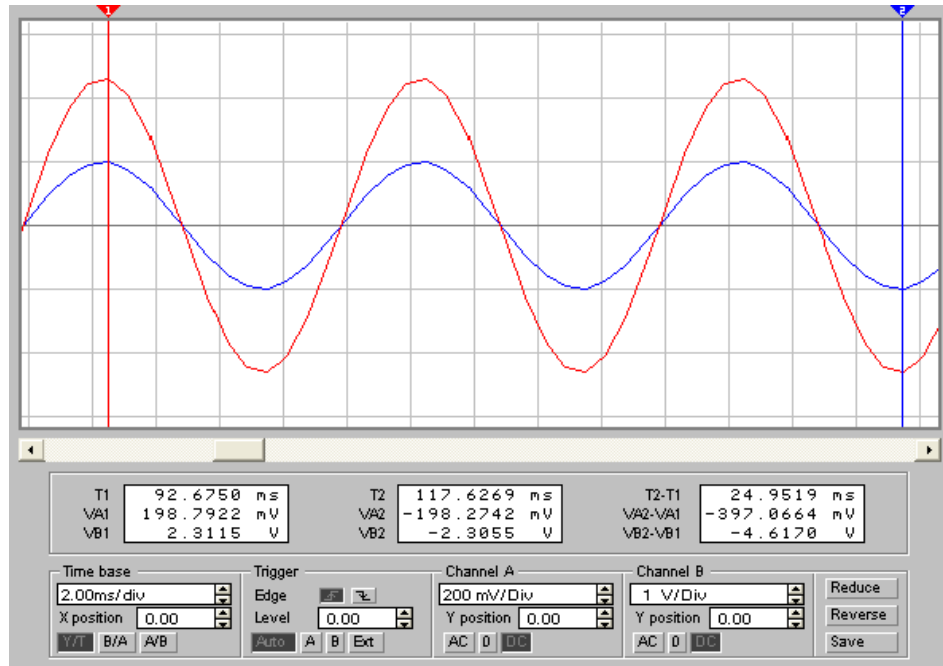 1 2
T1 92.6750 ms T2 117.6269 ms T2-T1 24.9519 ms
VA1 198.7922 mV VA2 -198.2742 mV VA2-VA1 -397.0664 mV
VB1 2.3115 V VB2 -2.3055 V VB2-VB1 -4.6170 V
Time base Trigger Channel A Channel B
2.00ms/div Edge 200 mV/Div 1 V/Div Reduce
X position 0.00 Level 0.00 Y position 0.00 Y position 0.00 Reverse
Y/T B/A A/B Auto A B Ext AC 0 DC AC 0 DC Save